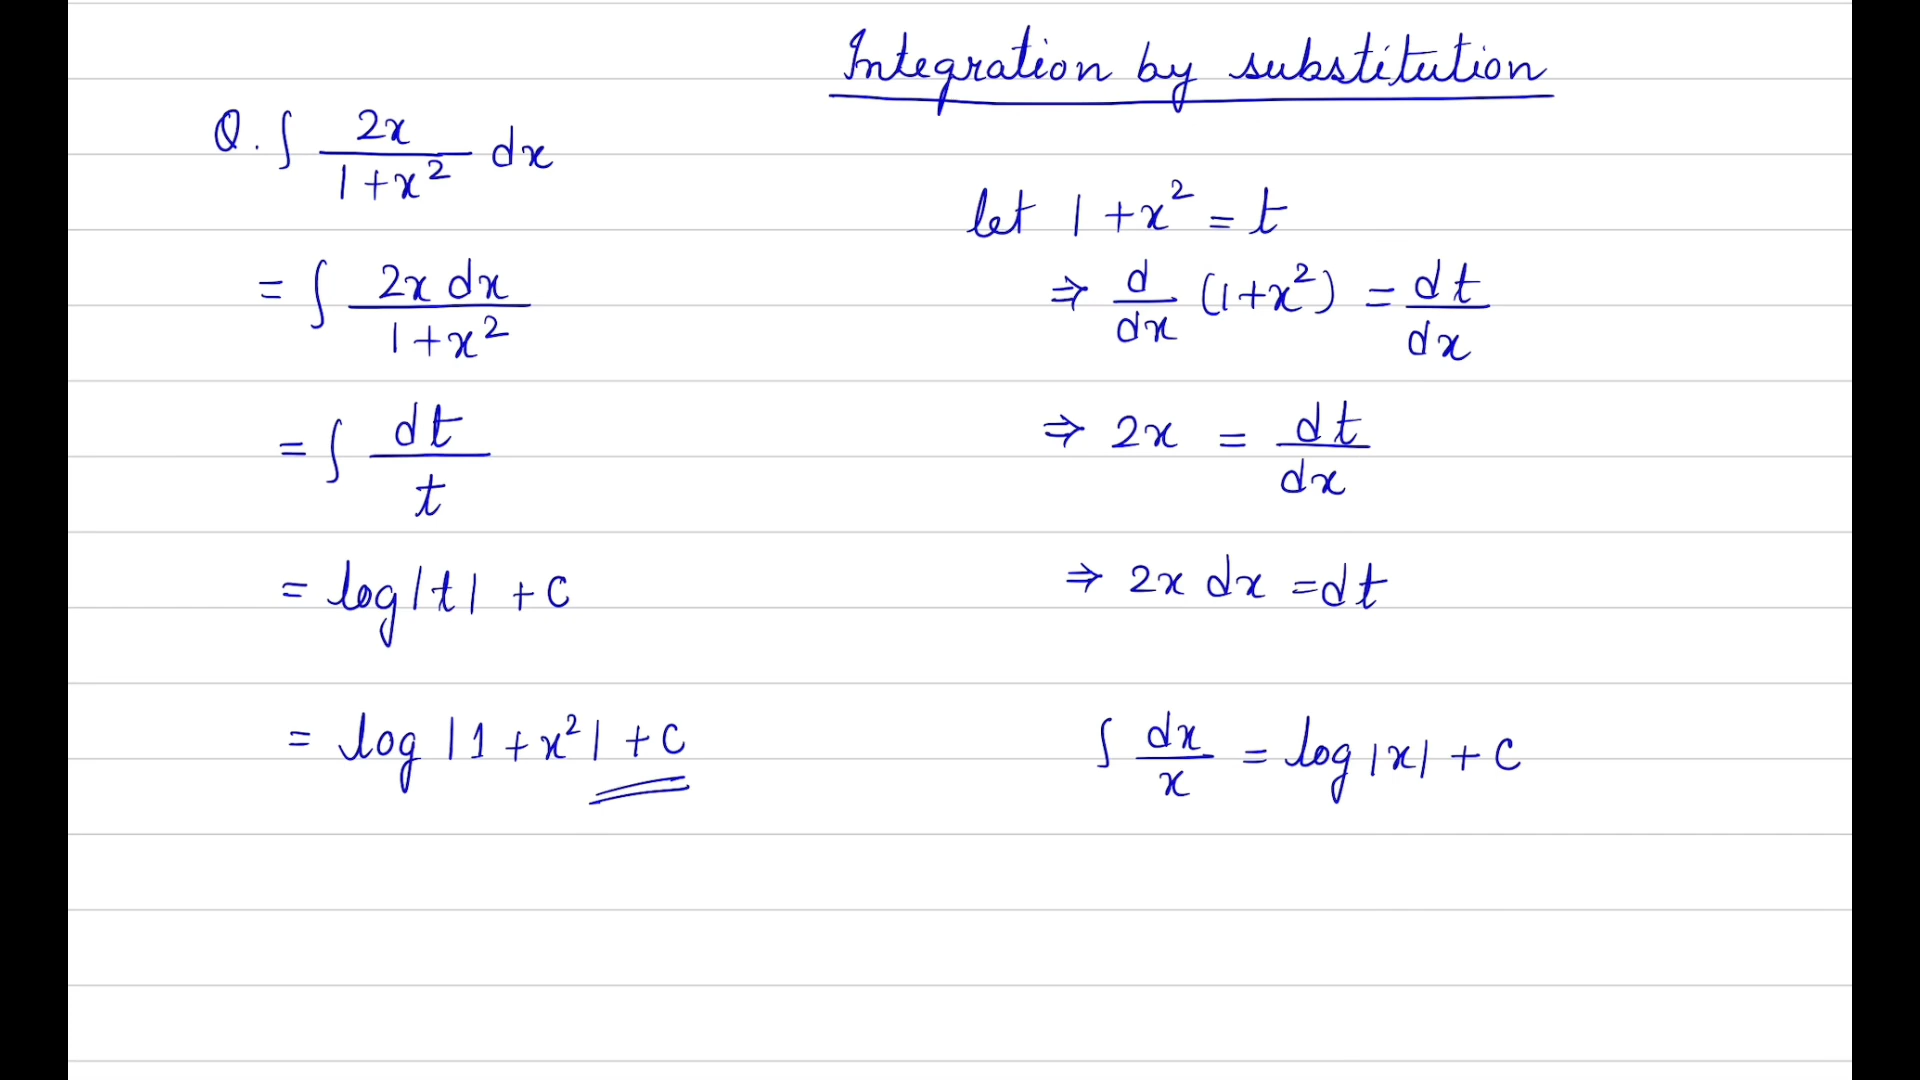 Integration by substitution
Q. ∫ 2x / 1+x² dx
= ∫ 2x dx / 1+x²
= ∫ dt / t
= log|t| + c
= log |1+x²| + c
let 1+x² = t
⇒ d/dx (1+x²) = dt/dx
⇒ 2x = dt/dx
⇒ 2x dx = dt
∫ dx/x = log|x| + c